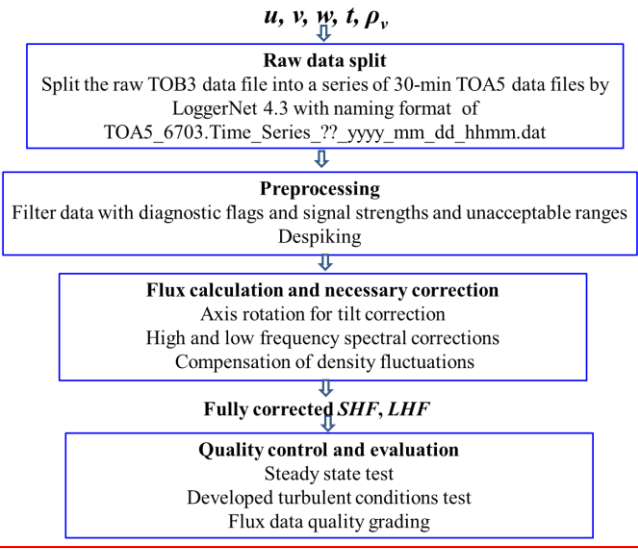 u, v, w, t, ρv
Raw data split
Split the raw TOB3 data file into a series of 30-min TOA5 data files by
LoggerNet 4.3 with naming format of
TOA5_6703.Time_Series_??_yyyy_mm_dd_hhmm.dat
Preprocessing
Filter data with diagnostic flags and signal strengths and unacceptable ranges
Despiking
Flux calculation and necessary correction
Axis rotation for tilt correction
High and low frequency spectral corrections
Compensation of density fluctuations
Fully corrected SHF, LHF
Quality control and evaluation
Steady state test
Developed turbulent conditions test
Flux data quality grading